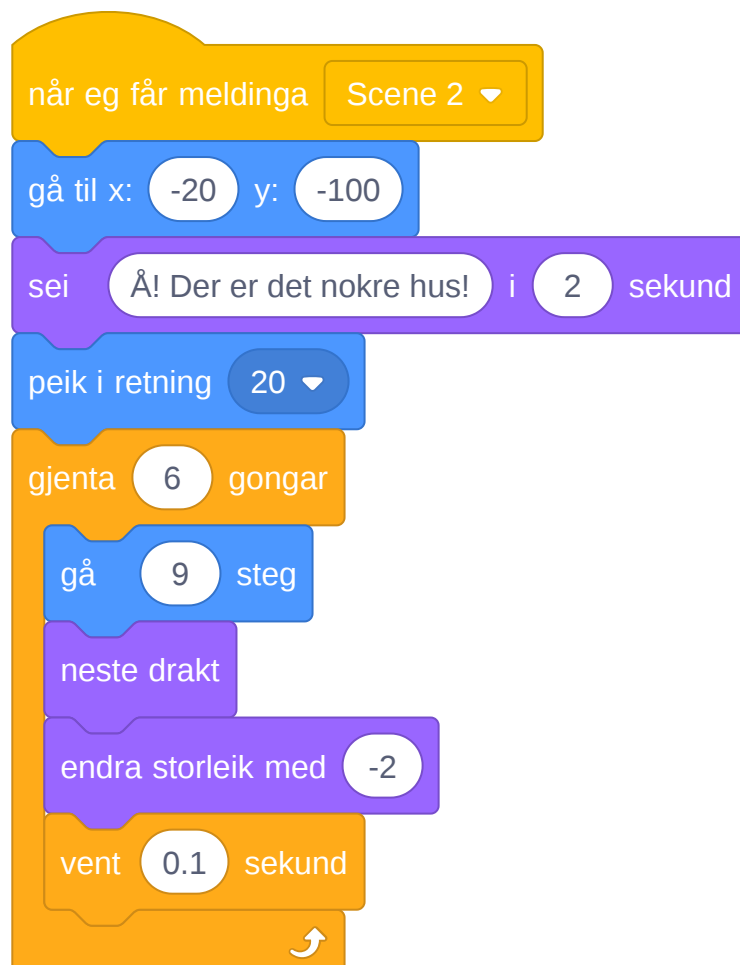 når eg får meldinga Scene 2
gå til x: -20 y: -100
sei Å! Der er det nokre hus! i 2 sekund
peik i retning 20
gjenta 6 gongar
gå 9 steg
neste drakt
endra storleik med -2
vent 0.1 sekund